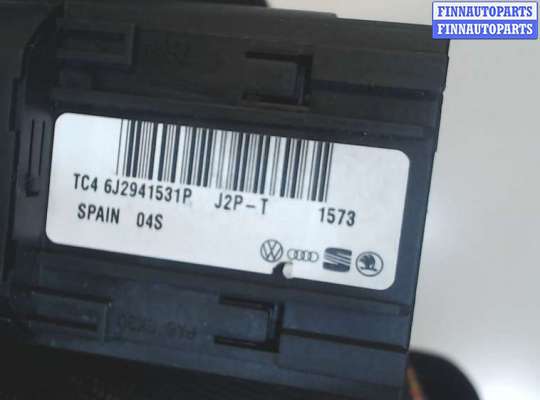 FINNAUTOPARTS
FINNAUTOPARTS
TC4 6J2941531P J2P-T 1573
SPAIN 04S